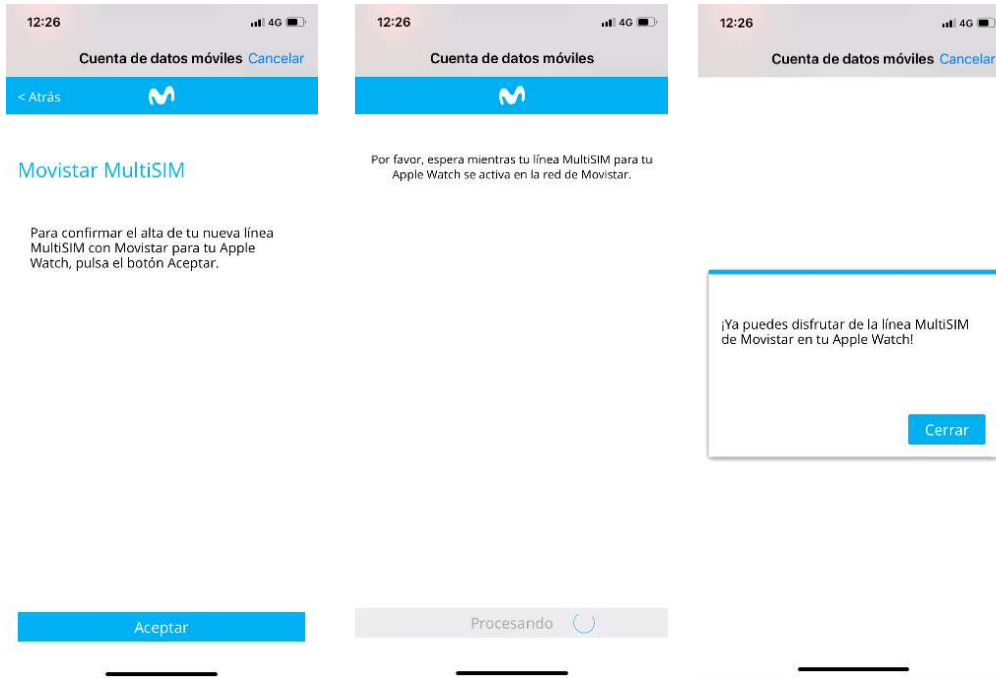 12:26
4G
Cuenta de datos móviles Cancelar
< Atrás
Movistar MultiSIM
Para confirmar el alta de tu nueva línea
MultiSIM con Movistar para tu Apple
Watch, pulsa el botón Aceptar.
Aceptar
12:26
4G
Cuenta de datos móviles
Por favor, espera mientras tu línea MultiSIM para tu
Apple Watch se activa en la red de Movistar.
Procesando
12:26
4G
Cuenta de datos móviles Cancelar
¡Ya puedes disfrutar de la línea MultiSIM
de Movistar en tu Apple Watch!
Cerrar